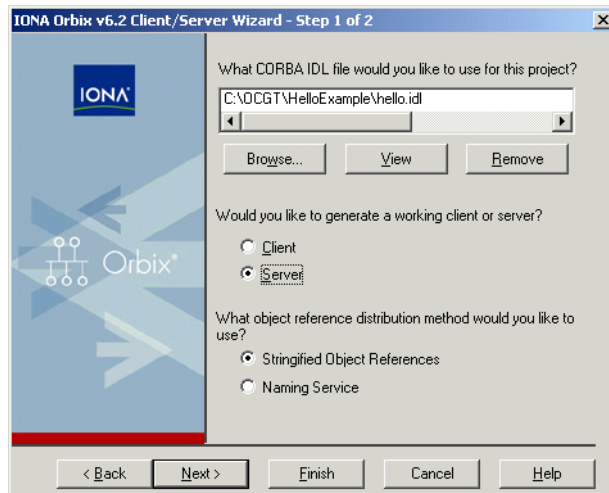 IONA Orbix v6.2 Client/Server Wizard - Step 1 of 2
IONA
Orbix
What CORBA IDL file would you like to use for this project?
C:\OCGT\HelloExample\hello.idl
Browse...
View
Remove
Would you like to generate a working client or server?
Client
Server
What object reference distribution method would you like to
use?
Stringified Object References
Naming Service
< Back
Next >
Finish
Cancel
Help